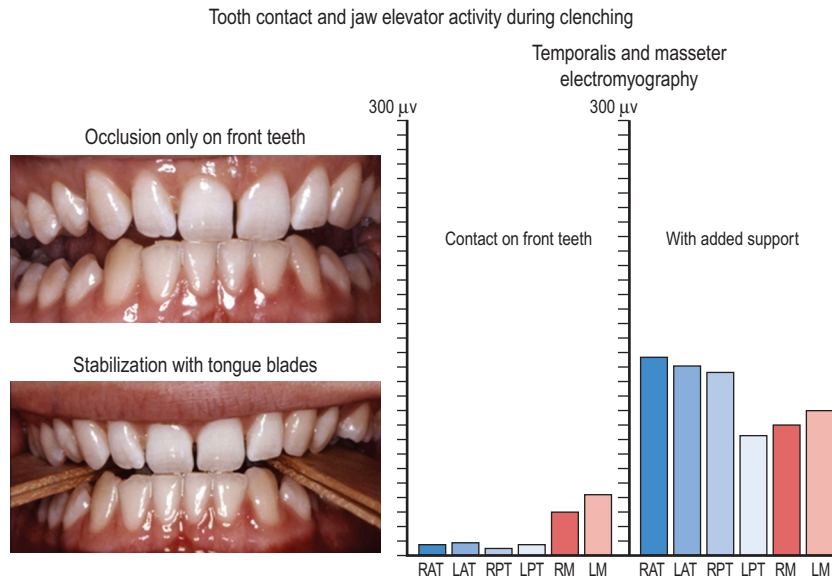 Tooth contact and jaw elevator activity during clenching
Temporalis and masseter
electromyography
300 μv
300 μv
Occlusion only on front teeth
Contact on front teeth
With added support
Stabilization with tongue blades
RAT LAT RPT LPT RM LM
RAT LAT RPT LPT RM LM